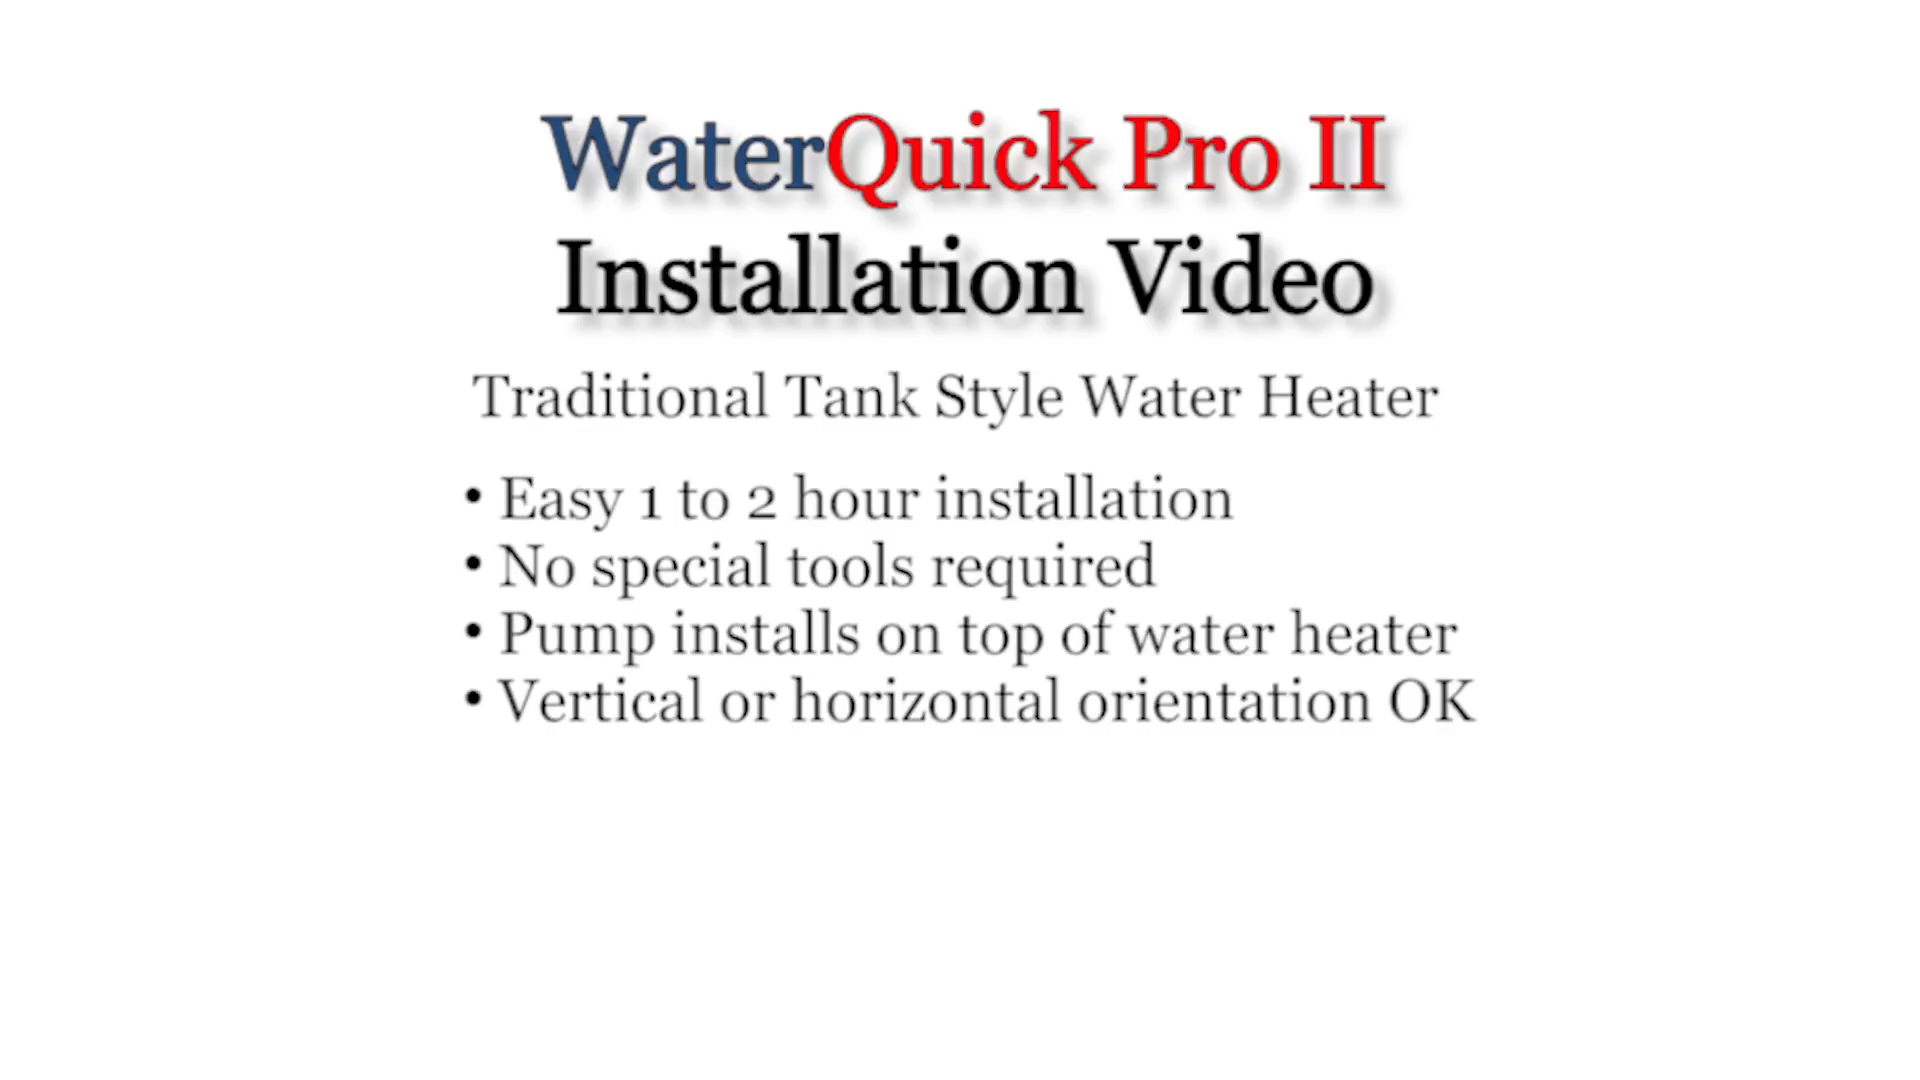 WaterQuick Pro II
Installation Video
Traditional Tank Style Water Heater
• Easy 1 to 2 hour installation
• No special tools required
• Pump installs on top of water heater
• Vertical or horizontal orientation OK